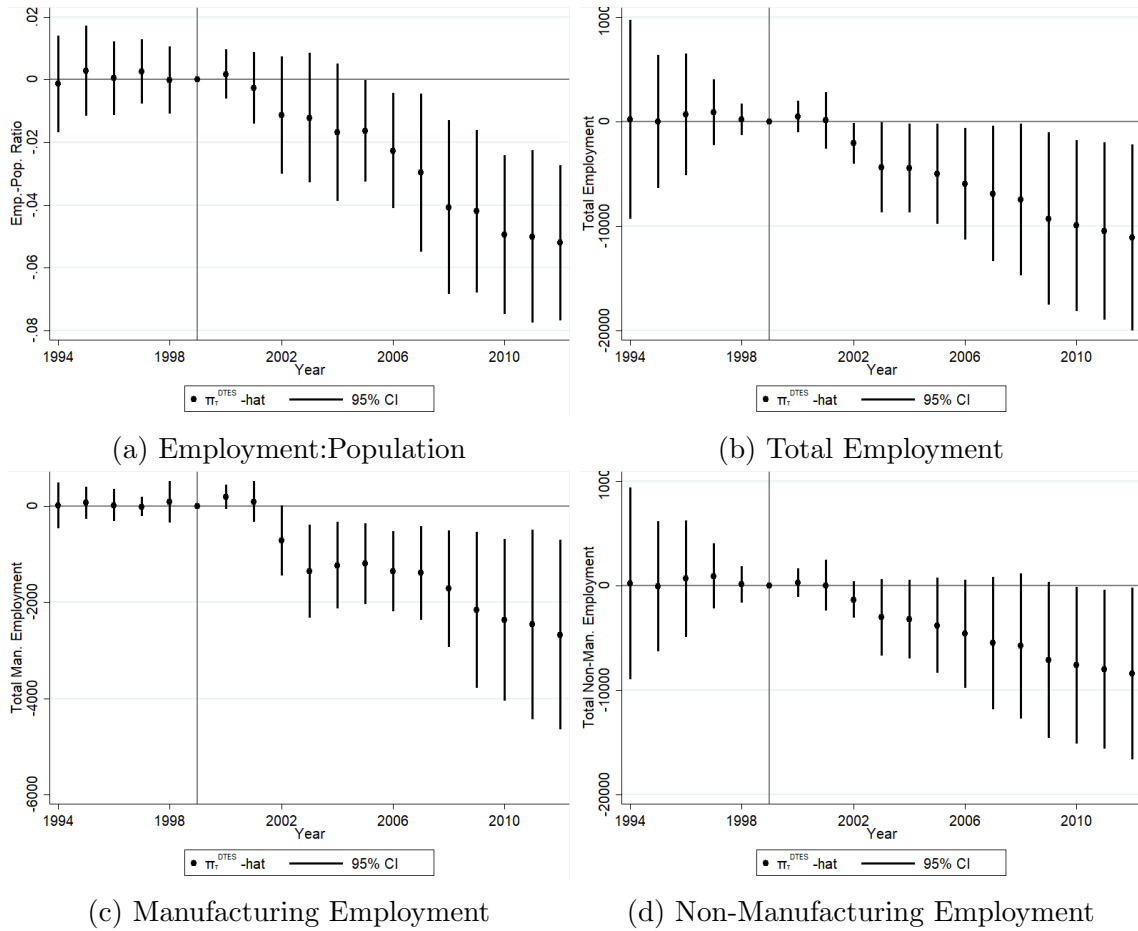 .02
0
-.02
-.04
-.06
-.08
Emp.-Pop. Ratio
1994 1998 2002 2006 2010
Year
π_T^DTES -hat 95% CI
(a) Employment:Population
1000
0
-10000
-20000
Total Employment
1994 1998 2002 2006 2010
Year
π_T^DTES -hat 95% CI
(b) Total Employment
0
-2000
-4000
-6000
Total Man. Employment
1994 1998 2002 2006 2010
Year
π_T^DTES -hat 95% CI
(c) Manufacturing Employment
1000
0
-10000
-20000
Total Non-Man. Employment
1994 1998 2002 2006 2010
Year
π_T^DTES -hat 95% CI
(d) Non-Manufacturing Employment